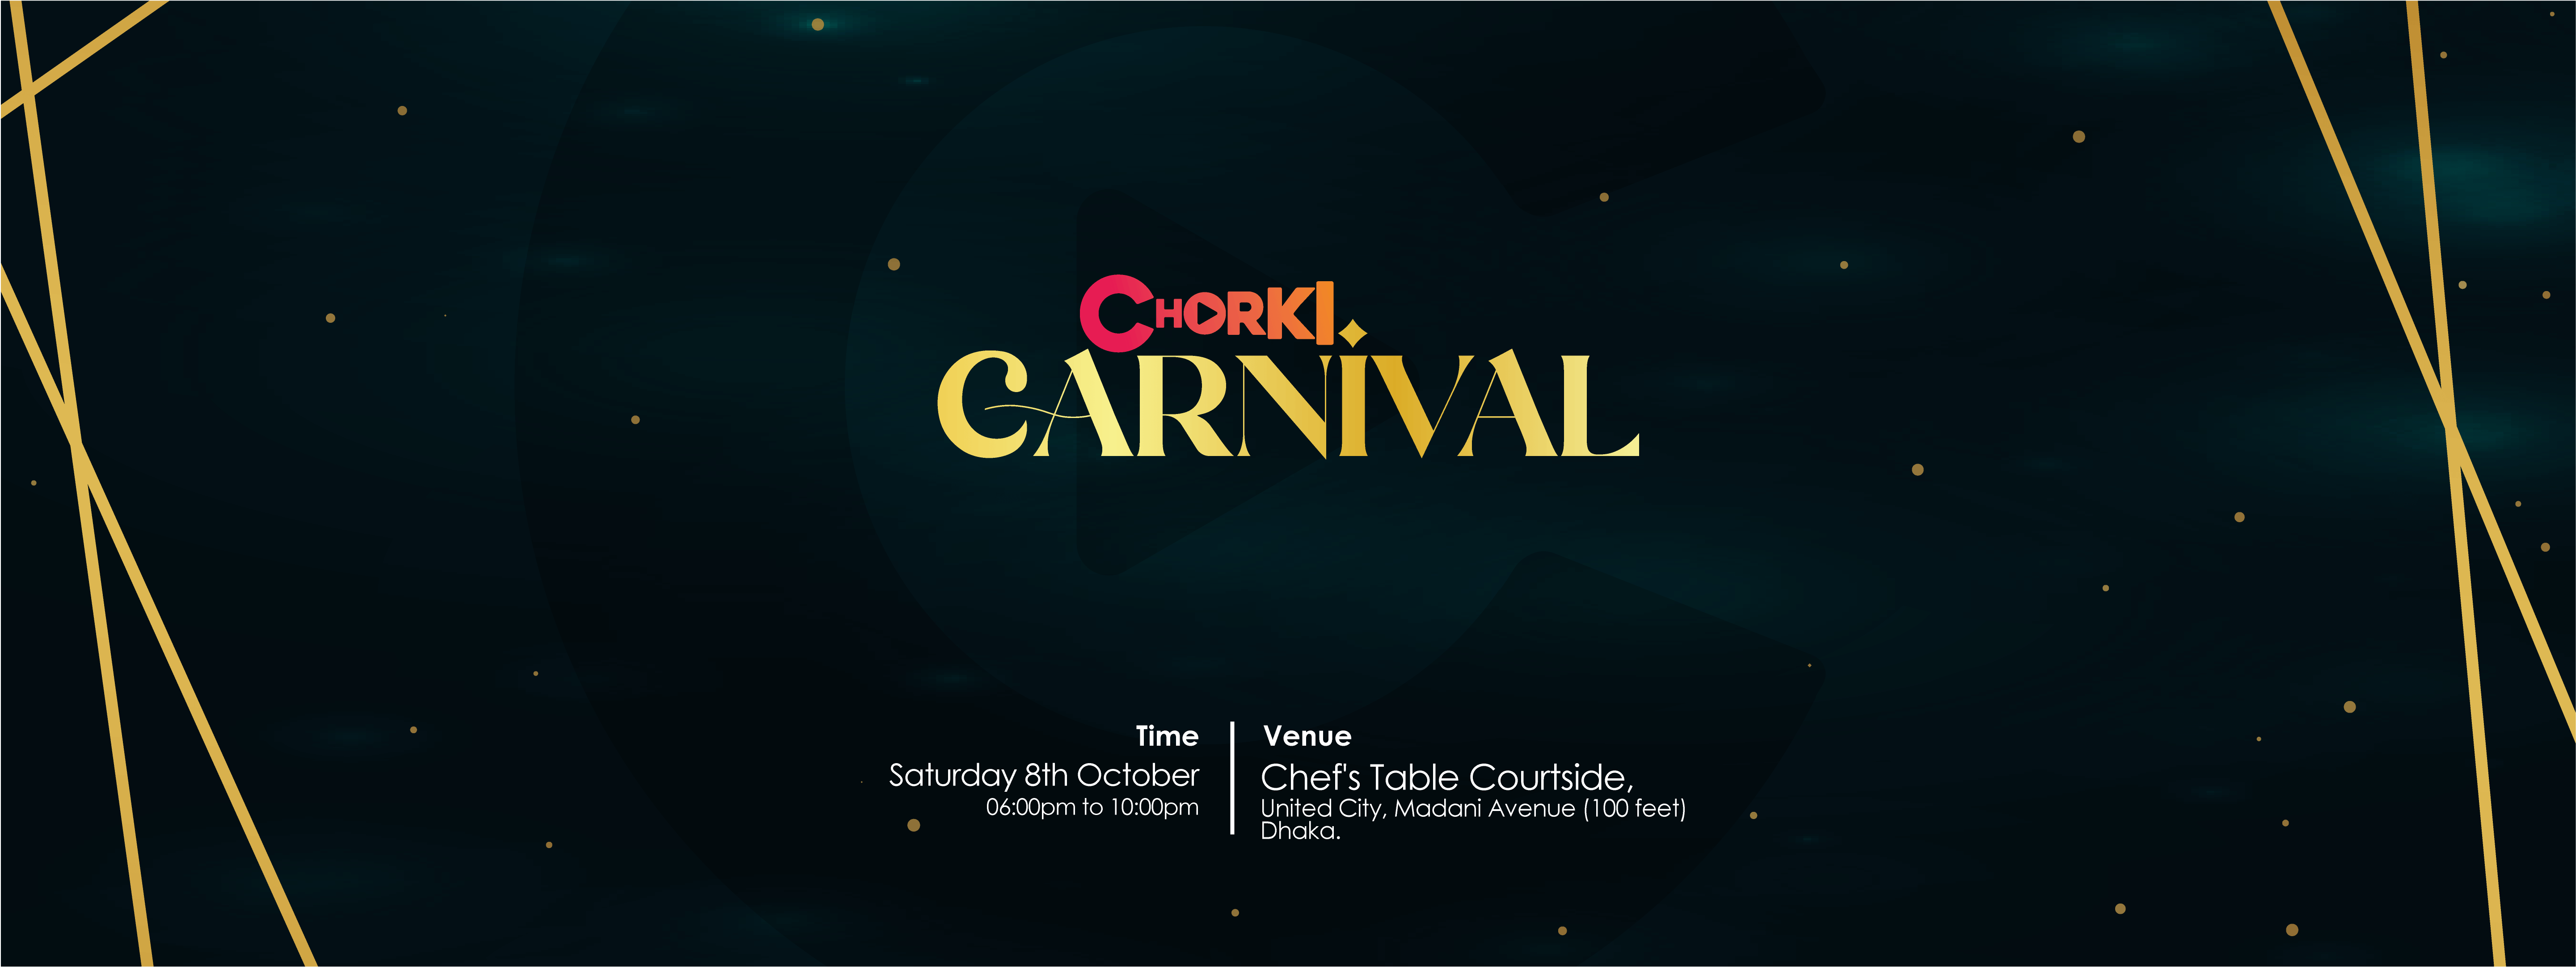 CHORKI
CARNiVAL
Time
Saturday 8th October
06:00pm to 10:00pm
Venue
Chef's Table Courtside,
United City, Madani Avenue (100 feet)
Dhaka.